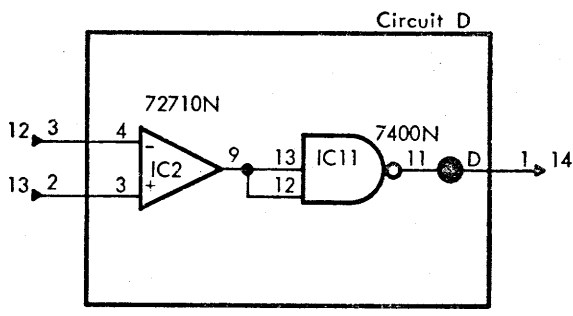 Circuit D
72710N
7400N
12 3 4 - IC2 9 13 IC11 11 D 1 14
13 2 3 + 12